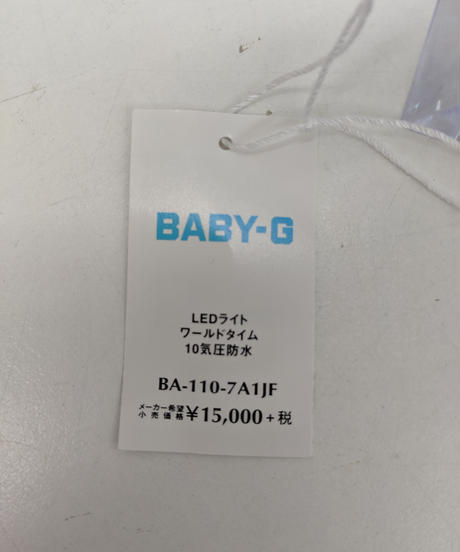 BABY-G
LEDライト
ワールドタイム
10気圧防水
BA-110-7A1JF
メーカー希望
小売価格 ¥15,000+税